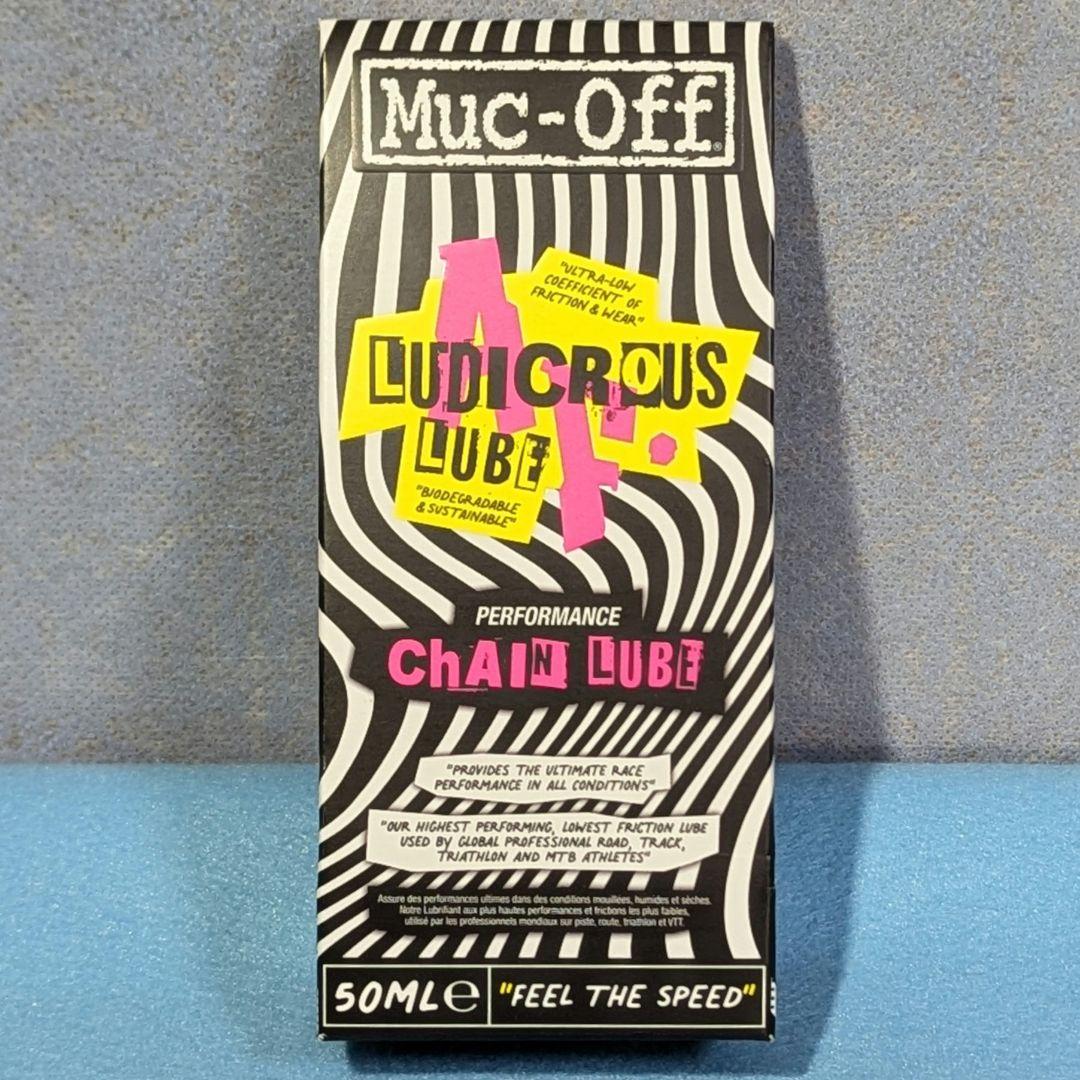 Muc-Off®
"ULTRA-LOW
COEFFICIENT OF
FRICTION & WEAR"
LUDICROUS
AF.
LUBE
"BIODEGRADABLE
& SUSTAINABLE"
PERFORMANCE
ChAIN LUBE
"PROVIDES THE ULTIMATE RACE
PERFORMANCE IN ALL CONDITIONS"
"OUR HIGHEST PERFORMING, LOWEST FRICTION LUBE
USED BY GLOBAL PROFESSIONAL ROAD, TRACK,
TRIATHLON AND MTB ATHLETES"
Assure des performances ultimes dans des conditions mouillées, humides et sèches.
Notre Lubrifiant aux plus hautes performances et frictions les plus faibles,
utilisé par les professionnels mondiaux sur piste, route, triathlon et VTT.
50ML℮
"FEEL THE SPEED"